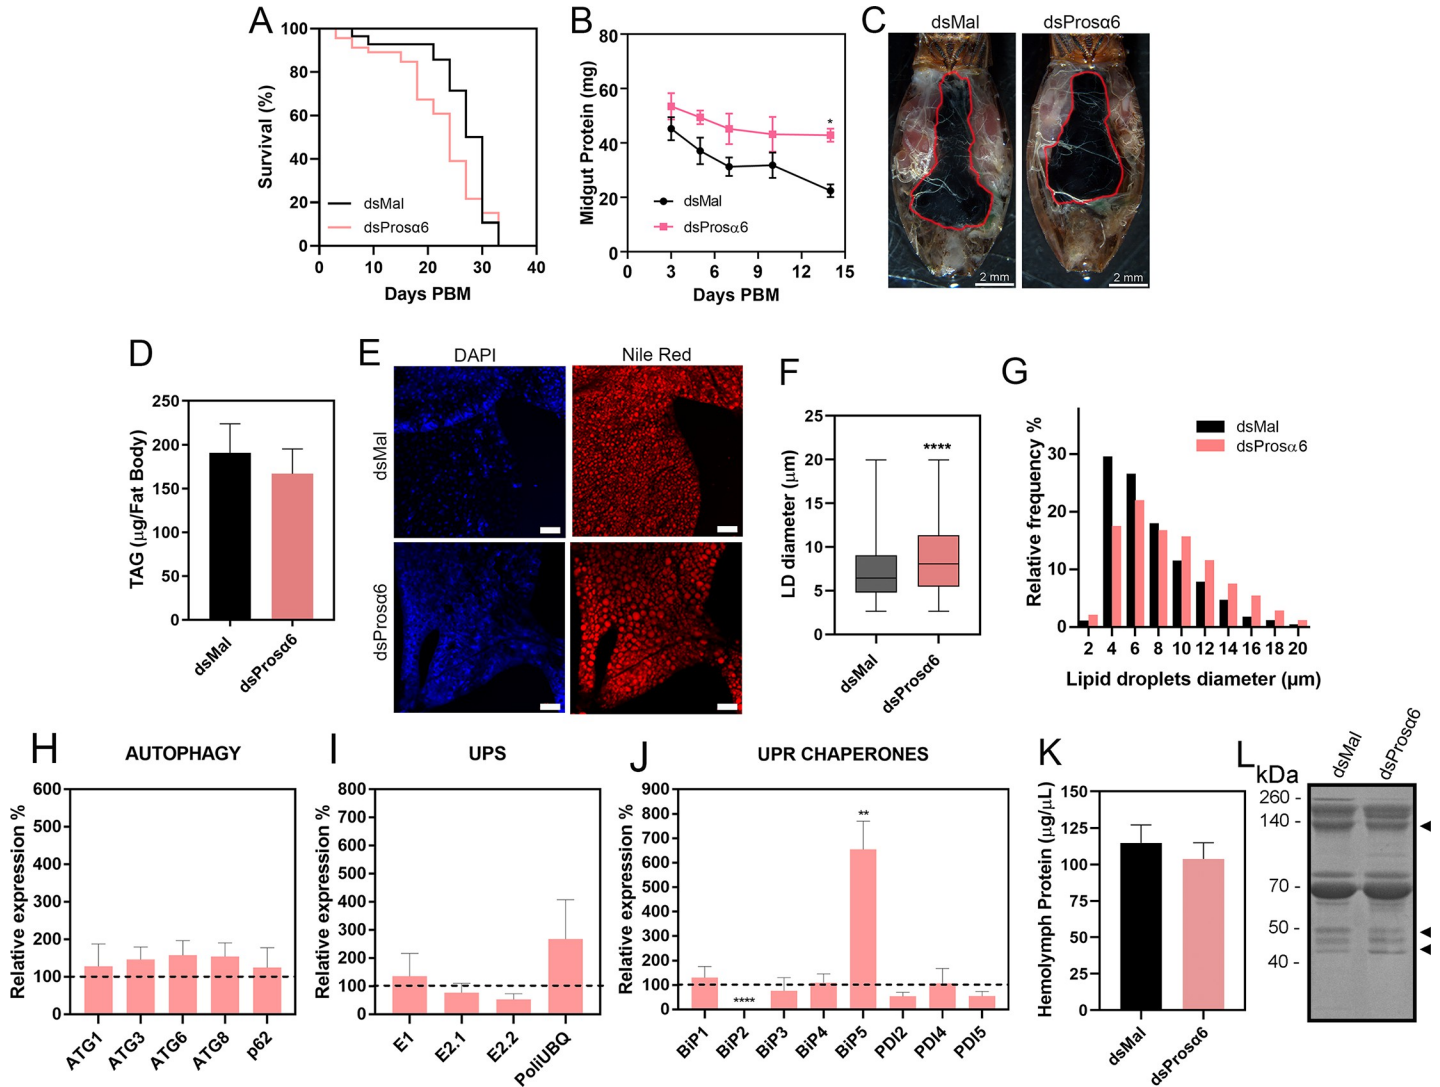 A
Survival (%)
100
80
60
40
20
0
dsMal
dsProsα6
0 10 20 30 40
Days PBM
B
Midgut Protein (mg)
80
60
40
20
0
*
dsMal
dsProsα6
0 3 6 9 12 15
Days PBM
C
dsMal dsProsα6
2 mm 2 mm
D
TAG (µg/Fat Body)
250
200
150
100
50
0
dsMal
dsProsα6
E
DAPI Nile Red
dsMal
dsProsα6
F
LD diameter (µm)
25
20
15
10
5
0
****
dsMal
dsProsα6
G
Relative frequency %
30
20
10
0
dsMal
dsProsα6
2 4 6 8 10 12 14 16 18 20
Lipid droplets diameter (µm)
H
AUTOPHAGY
Relative expression %
600
500
400
300
200
100
0
ATG1 ATG3 ATG6 ATG8 p62
I
UPS
Relative expression %
800
700
600
500
400
300
200
100
0
E1 E2.1 E2.2 PoliUBQ
J
UPR CHAPERONES
Relative expression %
900
800
700
600
500
400
300
200
100
0
****
**
BiP1 BiP2 BiP3 BiP4 BiP5 PDI2 PDI4 PDI5
K
Hemolymph Protein (µg/µL)
150
125
100
75
50
25
0
dsMal
dsProsα6
L
kDa
dsMal dsProsα6
260 -
140 -
70 -
50 -
40 -